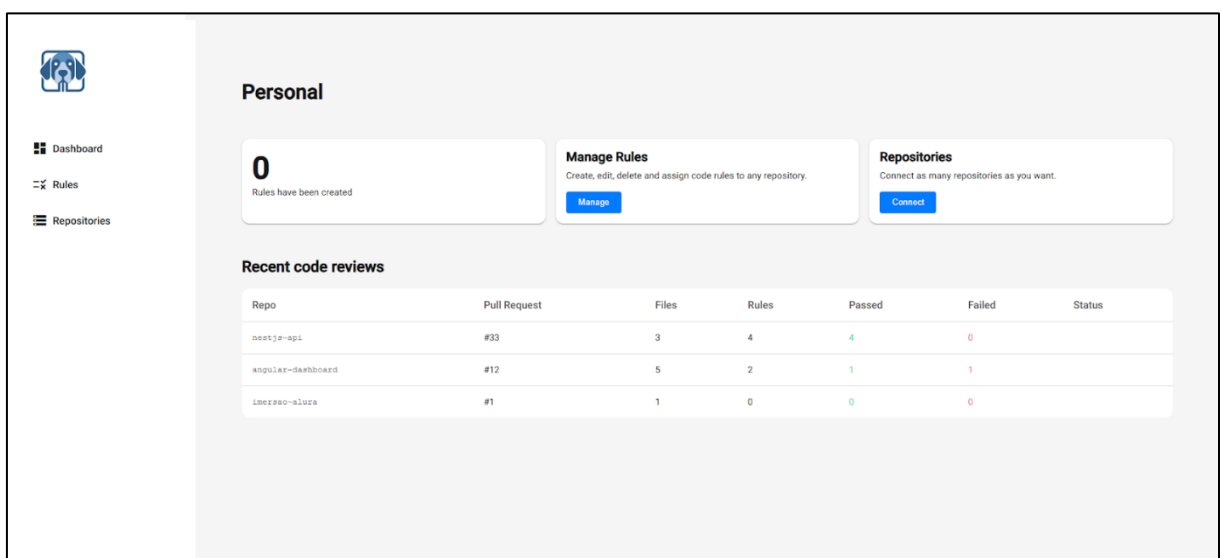 Personal
Dashboard
Rules
Repositories
0
Rules have been created
Manage Rules
Create, edit, delete and assign code rules to any repository.
Manage
Repositories
Connect as many repositories as you want.
Connect
Recent code reviews
Repo Pull Request Files Rules Passed Failed Status
nestjs-api #33 3 4 4 0
angular-dashboard #12 5 2 1 1
imersao-alura #1 1 0 0 0